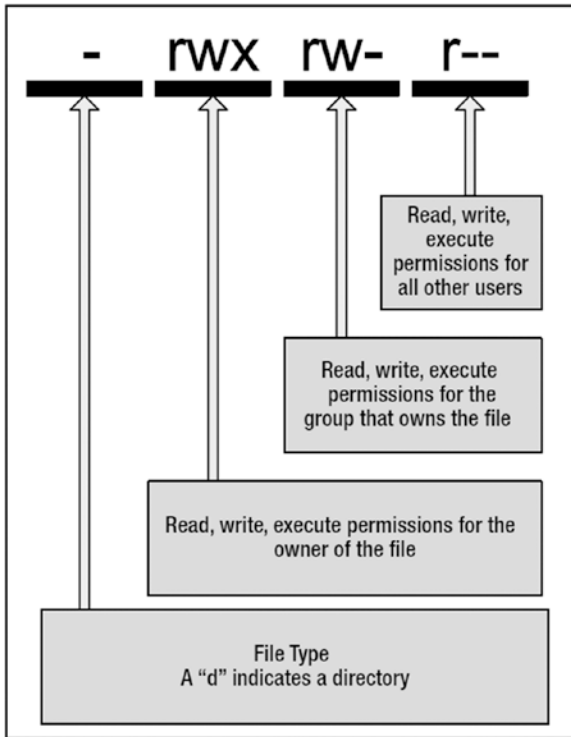 - rwx rw- r--
Read, write,
execute
permissions for
all other users
Read, write, execute
permissions for the
group that owns the file
Read, write, execute permissions for the
owner of the file
File Type
A “d” indicates a directory